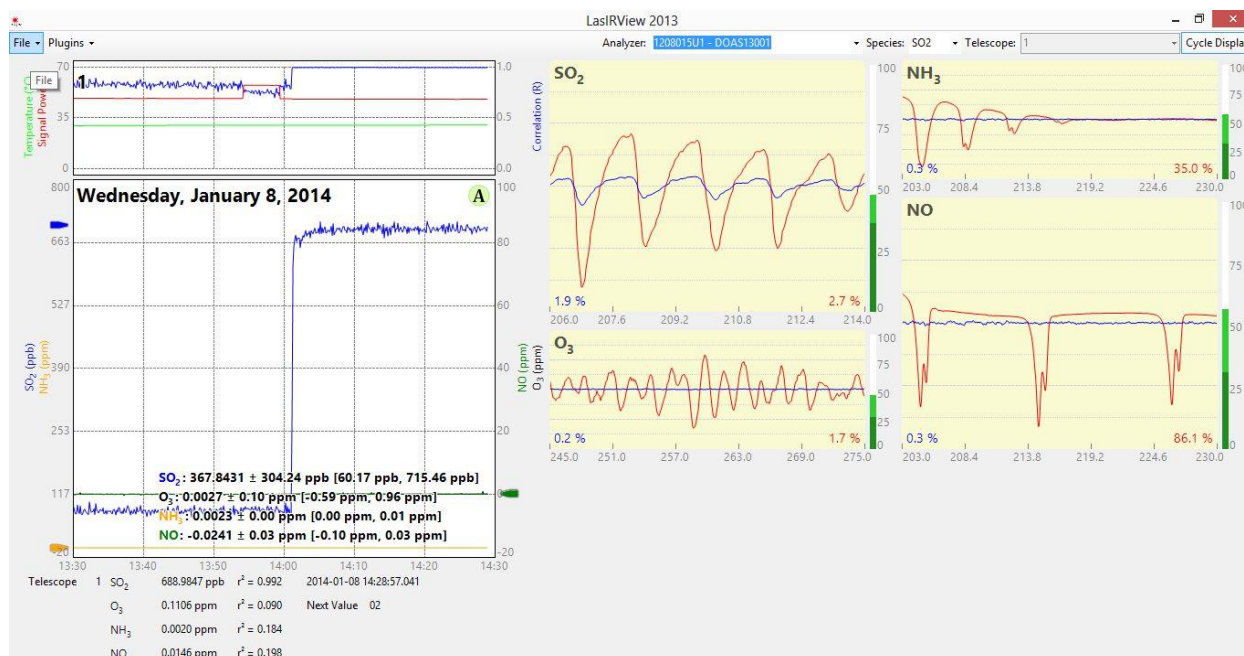 LasIRView 2013
File Plugins Analyzer: 1208015U1 - DOAS13001 Species: SO2 Telescope: 1 Cycle Displa
File
Temperature (°C)
Signal Power
70
35
0
1
1.0
0.5
0.0
Correlation (R)
Wednesday, January 8, 2014 A
SO₂ (ppb)
NH₃ (ppm)
800
663
527
390
253
117
-20
100
80
60
40
20
0
-20
NO (ppm)
O₃ (ppm)
SO₂: 367.8431 ± 304.24 ppb [60.17 ppb, 715.46 ppb]
O₃: 0.0027 ± 0.10 ppm [-0.59 ppm, 0.96 ppm]
NH₃: 0.0023 ± 0.00 ppm [0.00 ppm, 0.01 ppm]
NO: -0.0241 ± 0.03 ppm [-0.10 ppm, 0.03 ppm]
13:30 13:40 13:50 14:00 14:10 14:20 14:30
Telescope 1 SO₂ 688.9847 ppb r² = 0.992 2014-01-08 14:28:57.041
O₃ 0.1106 ppm r² = 0.090 Next Value 02
NH₃ 0.0020 ppm r² = 0.184
NO 0.0146 ppm r² = 0.198
SO₂
100
75
50
25
0
1.9 % 2.7 %
206.0 207.6 209.2 210.8 212.4 214.0
O₃
100
75
50
25
0
0.2 % 1.7 %
245.0 251.0 257.0 263.0 269.0 275.0
NH₃
100
75
50
25
0
0.3 % 35.0 %
203.0 208.4 213.8 219.2 224.6 230.0
NO
100
75
50
25
0
0.3 % 86.1 %
203.0 208.4 213.8 219.2 224.6 230.0